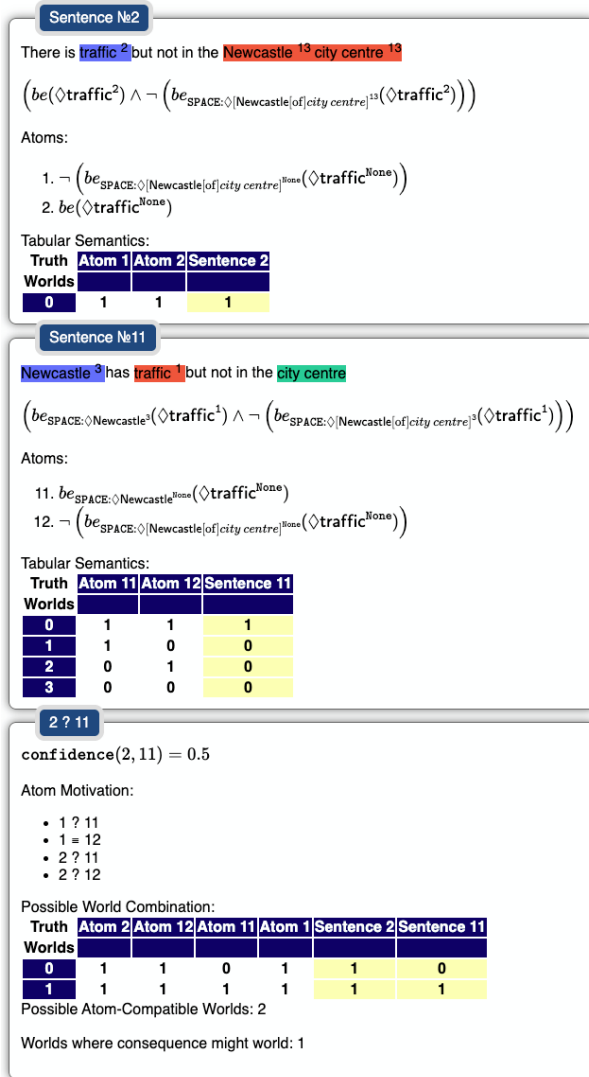 Sentence №2
There is traffic ² but not in the Newcastle ¹³ city centre ¹³
(be(◊traffic²) ∧ ¬ (be_SPACE:◊[Newcastle[of]city centre]¹³(◊traffic²)))
Atoms:
1. ¬ (be_SPACE:◊[Newcastle[of]city centre]^None(◊traffic^None))
2. be(◊traffic^None)
Tabular Semantics:
Truth Atom 1 Atom 2 Sentence 2
Worlds
0 1 1 1
Sentence №11
Newcastle ³ has traffic ¹ but not in the city centre
(be_SPACE:◊Newcastle³(◊traffic¹) ∧ ¬ (be_SPACE:◊[Newcastle[of]city centre]³(◊traffic¹)))
Atoms:
11. be_SPACE:◊Newcastle^None(◊traffic^None)
12. ¬ (be_SPACE:◊[Newcastle[of]city centre]^None(◊traffic^None))
Tabular Semantics:
Truth Atom 11 Atom 12 Sentence 11
Worlds
0 1 1 1
1 1 0 0
2 0 1 0
3 0 0 0
2 ? 11
confidence(2, 11) = 0.5
Atom Motivation:
• 1 ? 11
• 1 ≡ 12
• 2 ? 11
• 2 ? 12
Possible World Combination:
Truth Atom 2 Atom 12 Atom 11 Atom 1 Sentence 2 Sentence 11
Worlds
0 1 1 0 1 1 0
1 1 1 1 1 1 1
Possible Atom-Compatible Worlds: 2
Worlds where consequence might world: 1